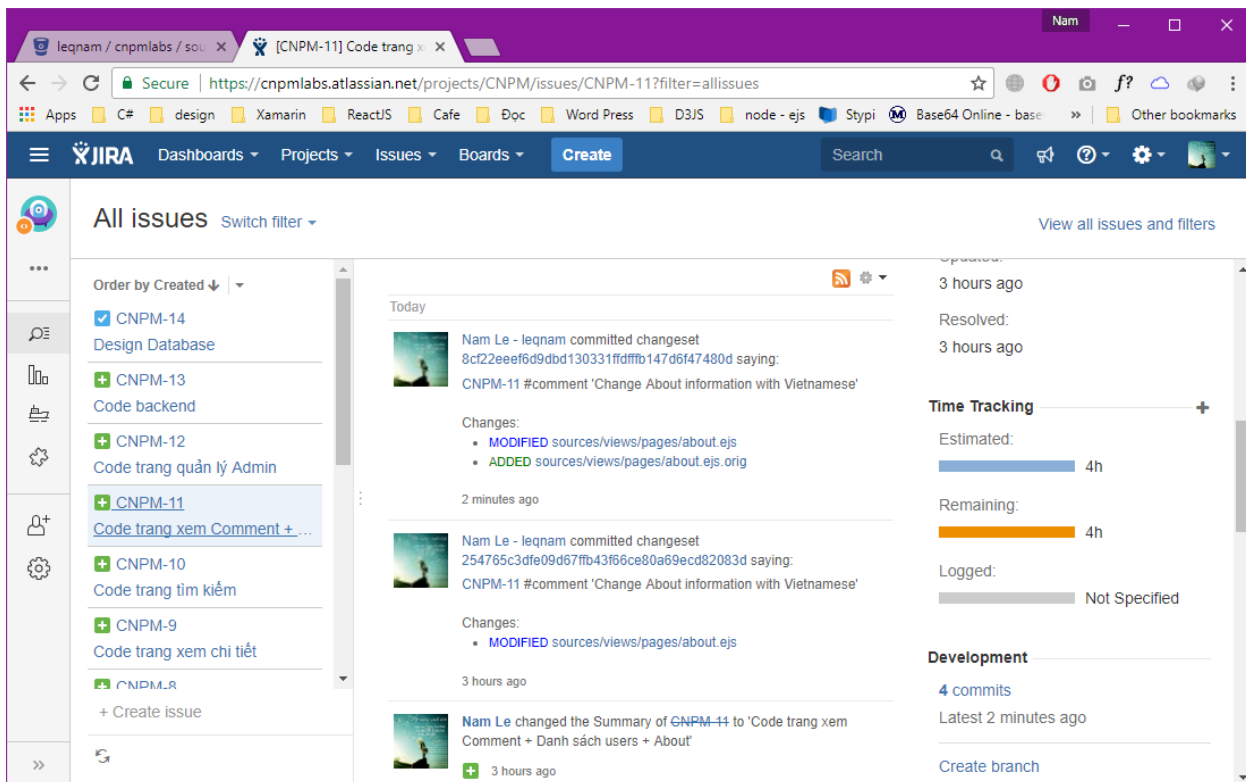 Nam
leqnam / cnpmlabs / sou
[CNPM-11] Code trang x
Secure | https://cnpmlabs.atlassian.net/projects/CNPM/issues/CNPM-11?filter=allissues
f?
Apps C# design Xamarin ReactJS Cafe Đọc Word Press D3JS node - ejs Stypi Base64 Online - base » Other bookmarks
JIRA Dashboards Projects Issues Boards Create Search
All issues Switch filter
View all issues and filters
Order by Created
CNPM-14
Design Database
CNPM-13
Code backend
CNPM-12
Code trang quản lý Admin
CNPM-11
Code trang xem Comment + ...
CNPM-10
Code trang tìm kiếm
CNPM-9
Code trang xem chi tiết
CNPM-8
+ Create issue
Today
Nam Le - leqnam committed changeset
8cf22eeef6d9dbd130331ffdfffb147d6f47480d saying:
CNPM-11 #comment 'Change About information with Vietnamese'
Changes:
MODIFIED sources/views/pages/about.ejs
ADDED sources/views/pages/about.ejs.orig
2 minutes ago
Nam Le - leqnam committed changeset
254765c3dfe09d67ffb43f66ce80a69ecd82083d saying:
CNPM-11 #comment 'Change About information with Vietnamese'
Changes:
MODIFIED sources/views/pages/about.ejs
3 hours ago
Nam Le changed the Summary of CNPM-11 to 'Code trang xem
Comment + Danh sách users + About'
3 hours ago
Updated:
3 hours ago
Resolved:
3 hours ago
Time Tracking
Estimated:
4h
Remaining:
4h
Logged:
Not Specified
Development
4 commits
Latest 2 minutes ago
Create branch